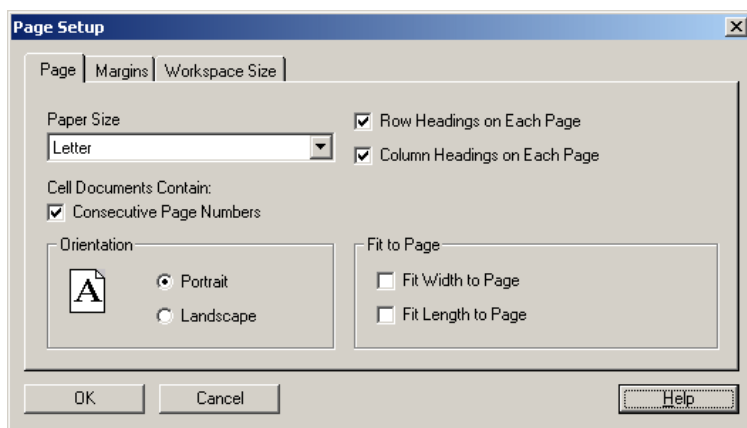 Page Setup
Page
Margins
Workspace Size
Paper Size
Letter
Row Headings on Each Page
Column Headings on Each Page
Cell Documents Contain:
Consecutive Page Numbers
Orientation
A
Portrait
Landscape
Fit to Page
Fit Width to Page
Fit Length to Page
OK
Cancel
Help